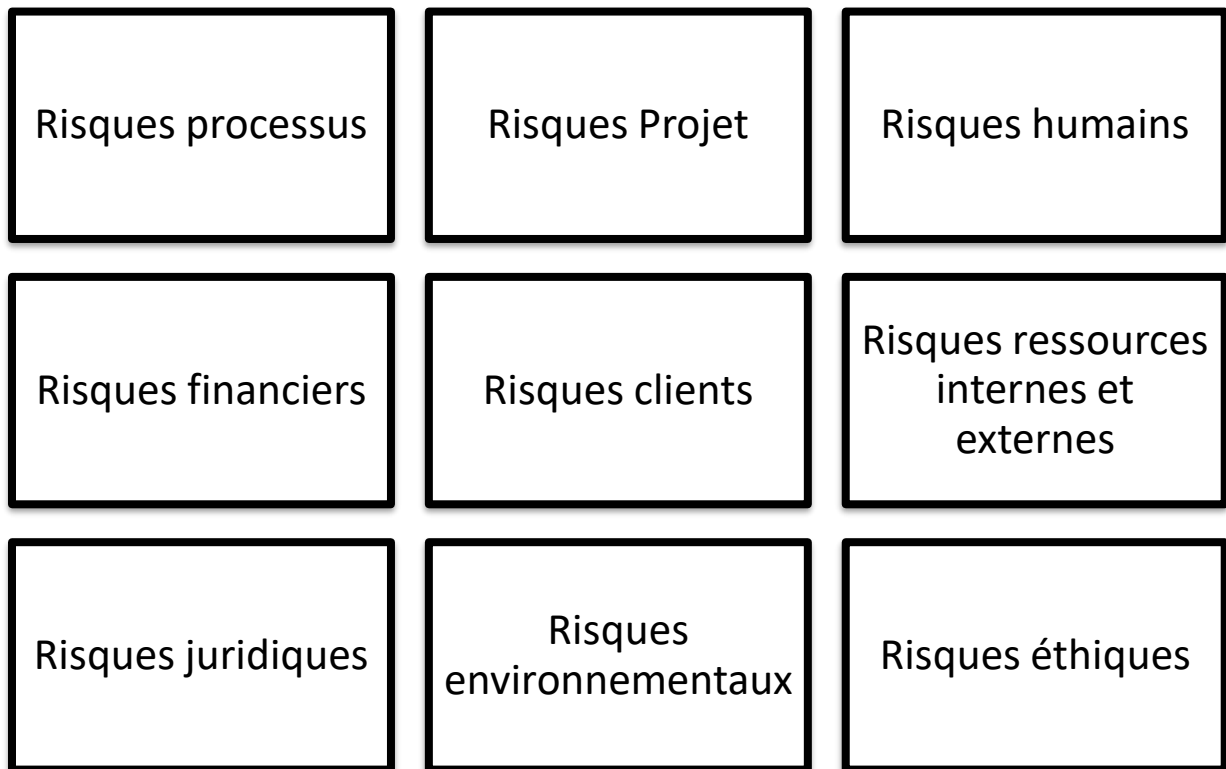 Risques processus
Risques Projet
Risques humains
Risques financiers
Risques clients
Risques ressources
internes et
externes
Risques juridiques
Risques
environnementaux
Risques éthiques